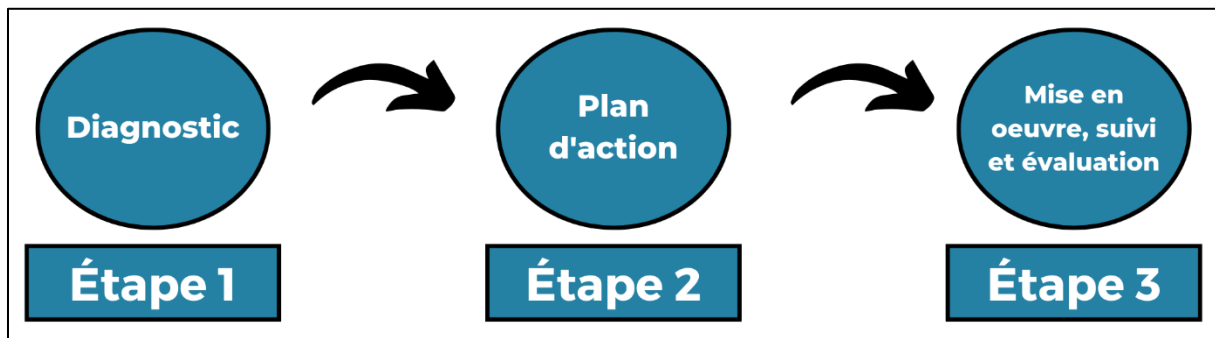 Diagnostic
Plan
d'action
Mise en
oeuvre, suivi
et évaluation
Étape 1
Étape 2
Étape 3